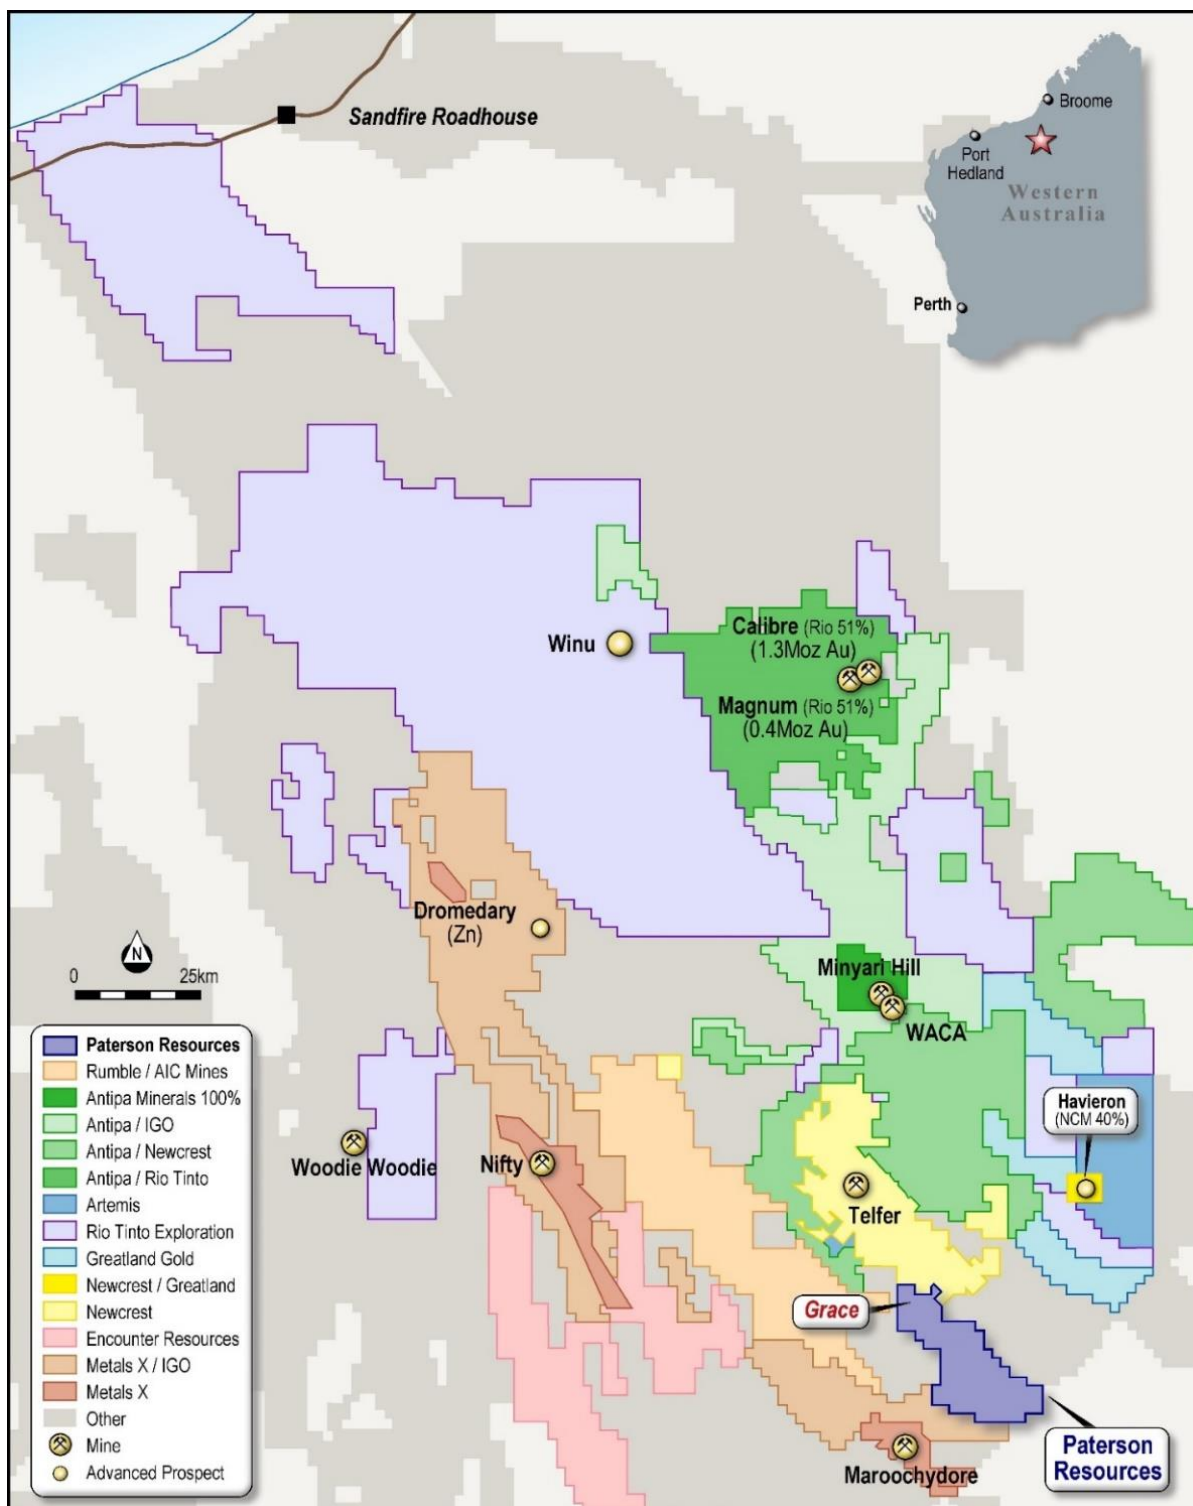 Sandfire Roadhouse
Broome
Port
Hedland
Western
Australia
Perth
Calibre (Rio 51%)
(1.3Moz Au)
Winu
Magnum (Rio 51%)
(0.4Moz Au)
Dromedary
(Zn)
N
0 25km
Minyari Hill
WACA
Paterson Resources
Rumble / AIC Mines
Antipa Minerals 100%
Antipa / IGO
Antipa / Newcrest
Antipa / Rio Tinto
Artemis
Rio Tinto Exploration
Greatland Gold
Newcrest / Greatland
Newcrest
Encounter Resources
Metals X / IGO
Metals X
Other
Mine
Advanced Prospect
Havieron
(NCM 40%)
Woodie Woodie
Nifty
Telfer
Grace
Maroochydore
Paterson
Resources